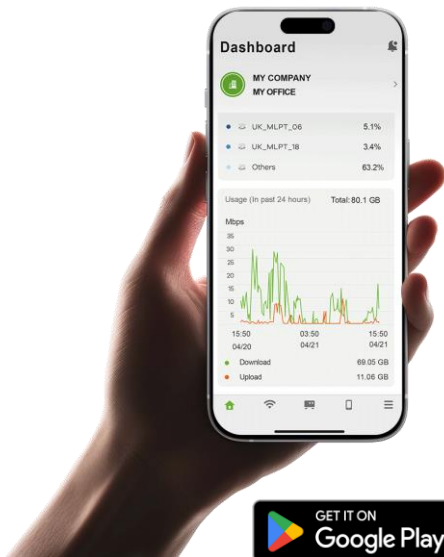 Dashboard
MY COMPANY
MY OFFICE
UK_MLPT_06 5.1%
UK_MLPT_18 3.4%
Others 63.2%
Usage (In past 24 hours) Total: 80.1 GB
Mbps
35
30
25
20
15
10
5
15:50 03:50 15:50
04/20 04/21 04/21
Download 69.05 GB
Upload 11.06 GB
GET IT ON
Google Play